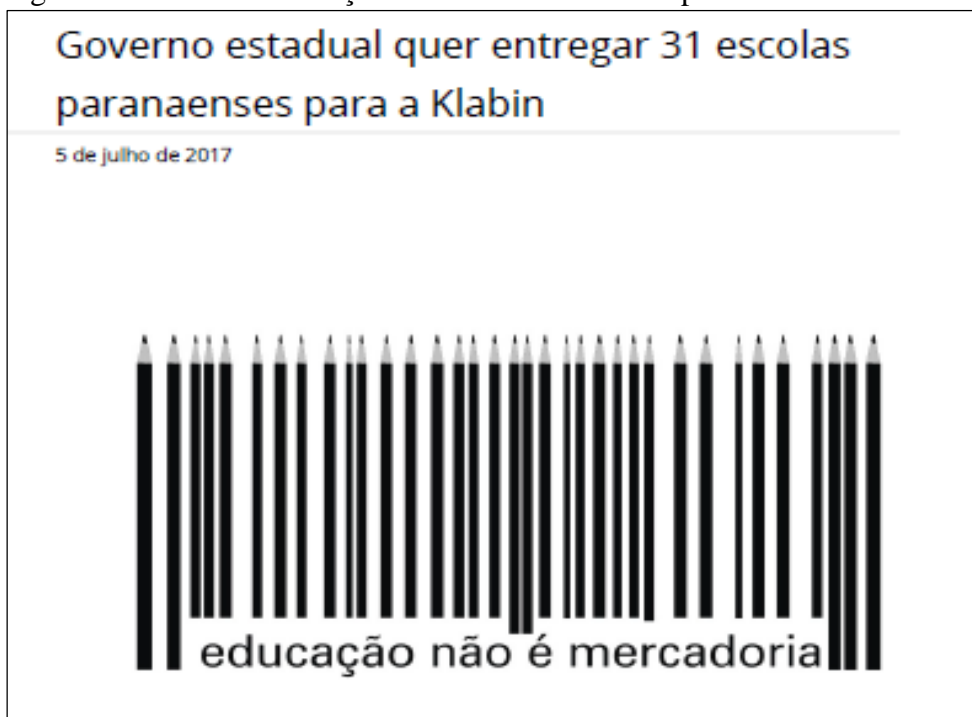 Governo estadual quer entregar 31 escolas
paranaenses para a Klabin
5 de julho de 2017
educação não é mercadoria